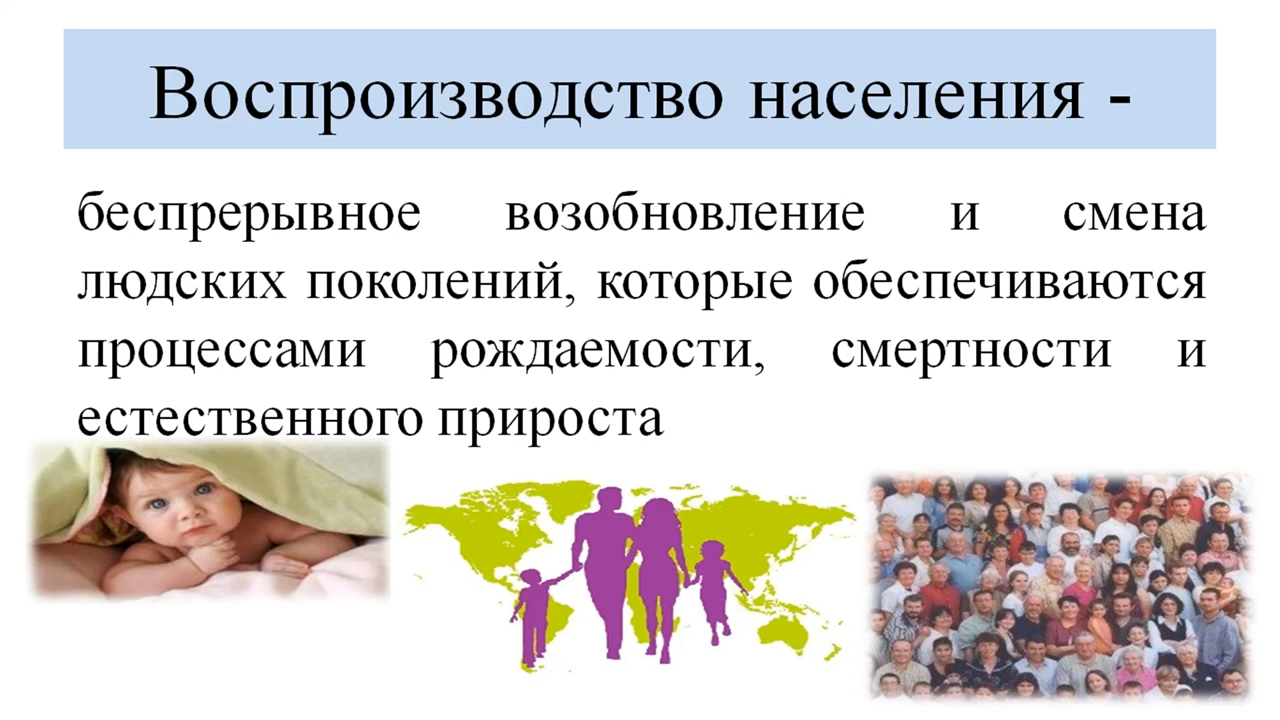 Воспроизводство населения -
беспрерывное возобновление и смена
людских поколений, которые обеспечиваются
процессами рождаемости, смертности и
естественного прироста